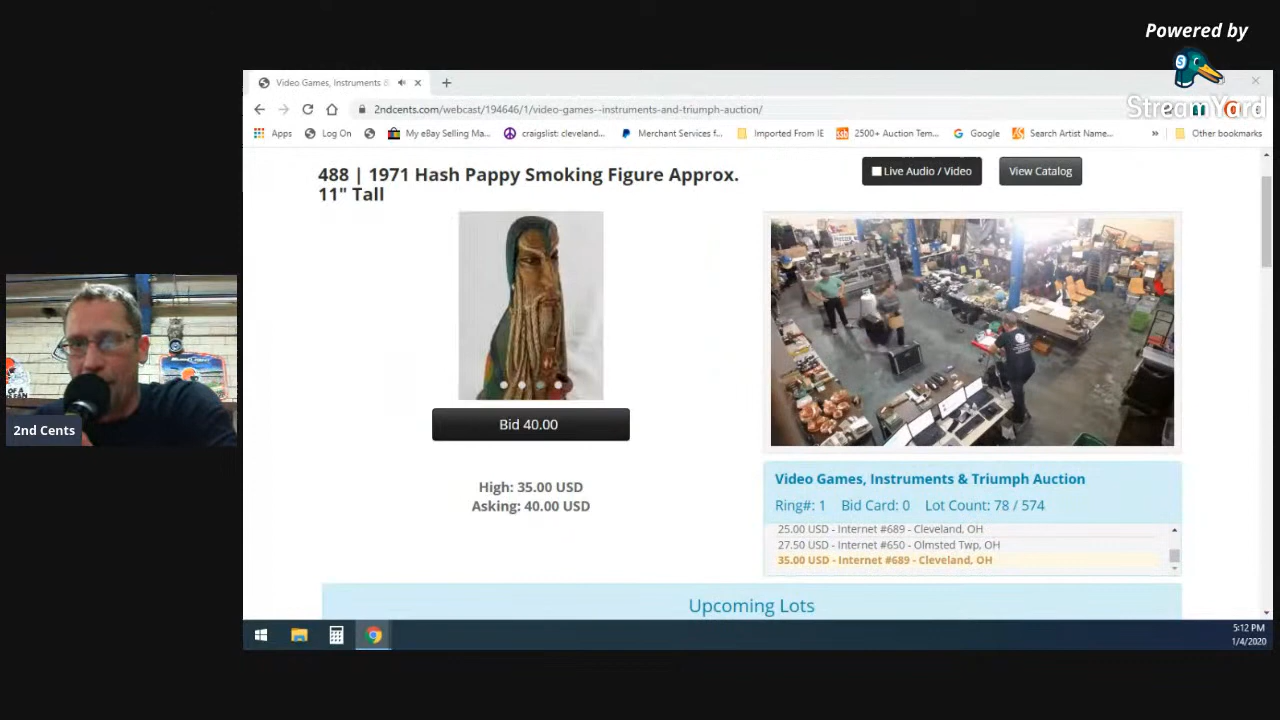 Powered by
StreamYard
Video Games, Instruments &
2ndcents.com/webcast/194646/1/video-games--instruments-and-triumph-auction/
Apps
Log On
My eBay Selling Ma...
craigslist: cleveland...
Merchant Services f...
Imported From IE
2500+ Auction Tem...
Google
Search Artist Name...
»
Other bookmarks
488 | 1971 Hash Pappy Smoking Figure Approx.
11" Tall
Live Audio / Video
View Catalog
Bid 40.00
High: 35.00 USD
Asking: 40.00 USD
2nd Cents
Video Games, Instruments & Triumph Auction
Ring#: 1 Bid Card: 0 Lot Count: 78 / 574
25.00 USD - Internet #689 - Cleveland, OH
27.50 USD - Internet #650 - Olmsted Twp, OH
35.00 USD - Internet #689 - Cleveland, OH
Upcoming Lots
5:12 PM
1/4/2020